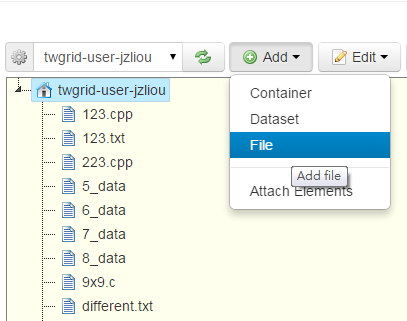 twgrid-user-jzliou Add Edit
twgrid-user-jzliou
123.cpp
123.txt
223.cpp
5_data
6_data
7_data
8_data
9x9.c
different.txt
Container
Dataset
File
Add file
Attach Elements